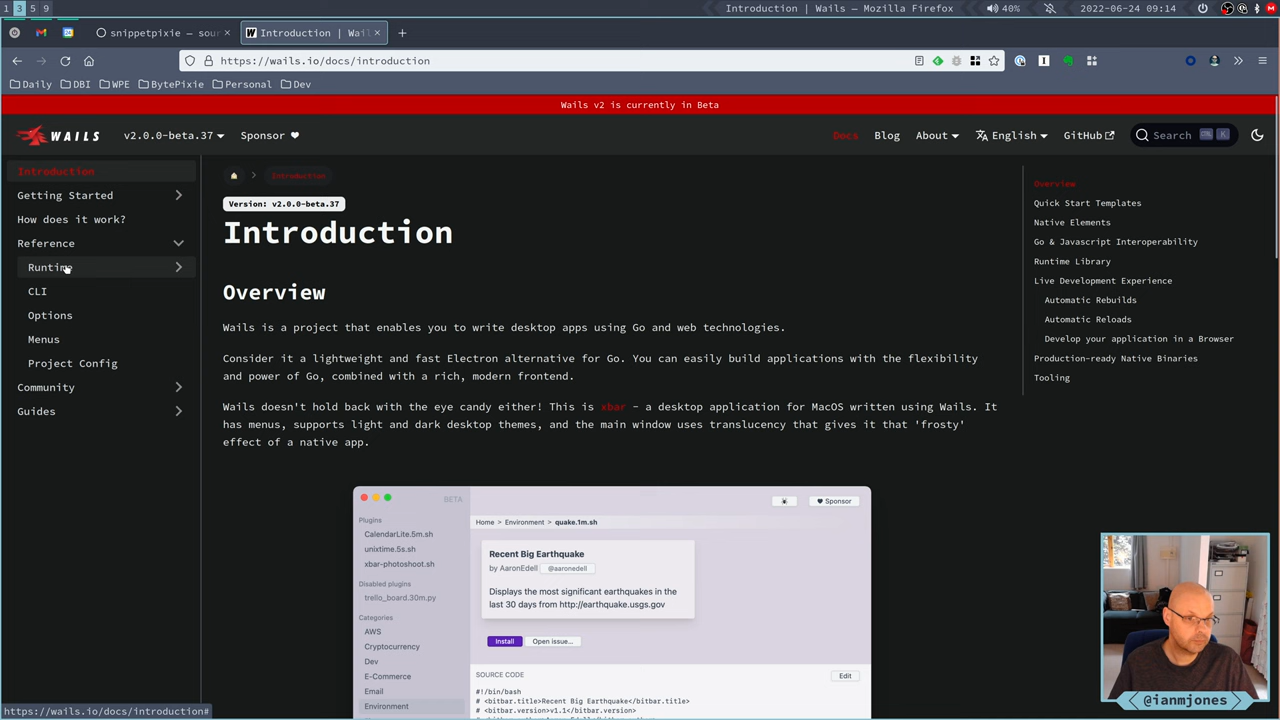 1 3 5 9
Introduction | Wails — Mozilla Firefox
40%
2022-06-24 09:14
snippetpixie — sour
Introduction | Wail
https://wails.io/docs/introduction
Daily
DBI
WPE
BytePixie
Personal
Dev
Wails v2 is currently in Beta
WAILS
v2.0.0-beta.37
Sponsor
Docs
Blog
About
English
GitHub
Search
CTRL
K
Introduction
Getting Started
How does it work?
Reference
Runtime
CLI
Options
Menus
Project Config
Community
Guides
Introduction
Version: v2.0.0-beta.37
Introduction
Overview
Wails is a project that enables you to write desktop apps using Go and web technologies.
Consider it a lightweight and fast Electron alternative for Go. You can easily build applications with the flexibility
and power of Go, combined with a rich, modern frontend.
Wails doesn't hold back with the eye candy either! This is xbar - a desktop application for MacOS written using Wails. It
has menus, supports light and dark desktop themes, and the main window uses translucency that gives it that 'frosty'
effect of a native app.
Overview
Quick Start Templates
Native Elements
Go & Javascript Interoperability
Runtime Library
Live Development Experience
Automatic Rebuilds
Automatic Reloads
Develop your application in a Browser
Production-ready Native Binaries
Tooling
BETA
Plugins
CalendarLite.5m.sh
unixtime.5s.sh
xbar-photoshoot.sh
Disabled plugins
trello_board.30m.py
Categories
AWS
Cryptocurrency
Dev
E-Commerce
Email
Environment
Sponsor
Home > Environment > quake.1m.sh
Recent Big Earthquake
by AaronEdell @aaronedell
Displays the most significant earthquakes in the
last 30 days from http://earthquake.usgs.gov
Install
Open issue...
SOURCE CODE
Edit
#!/bin/bash
# <bitbar.title>Recent Big Earthquake</bitbar.title>
# <bitbar.version>v1.1</bitbar.version>
https://wails.io/docs/introduction#
@ianmjones